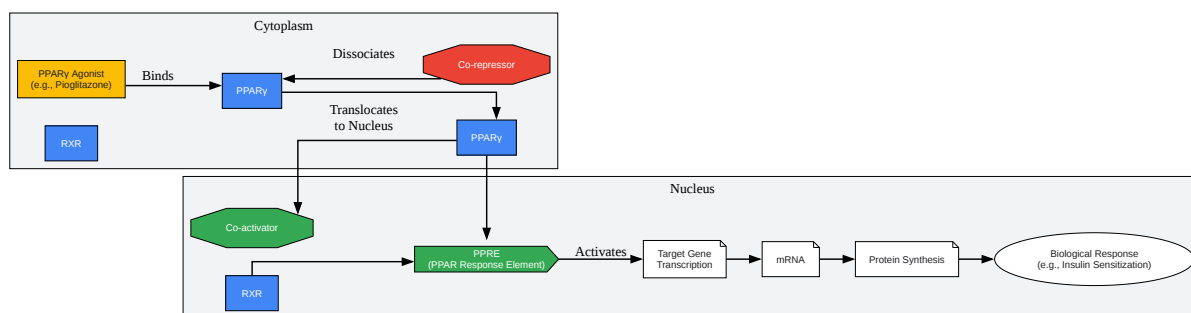 Cytoplasm
Dissociates
Co-repressor
PPARγ Agonist
(e.g., Pioglitazone)
Binds
PPARγ
Translocates
to Nucleus
RXR
PPARγ
Nucleus
Co-activator
PPRE
(PPAR Response Element)
Activates
Target Gene
Transcription
mRNA
Protein Synthesis
Biological Response
(e.g., Insulin Sensitization)
RXR